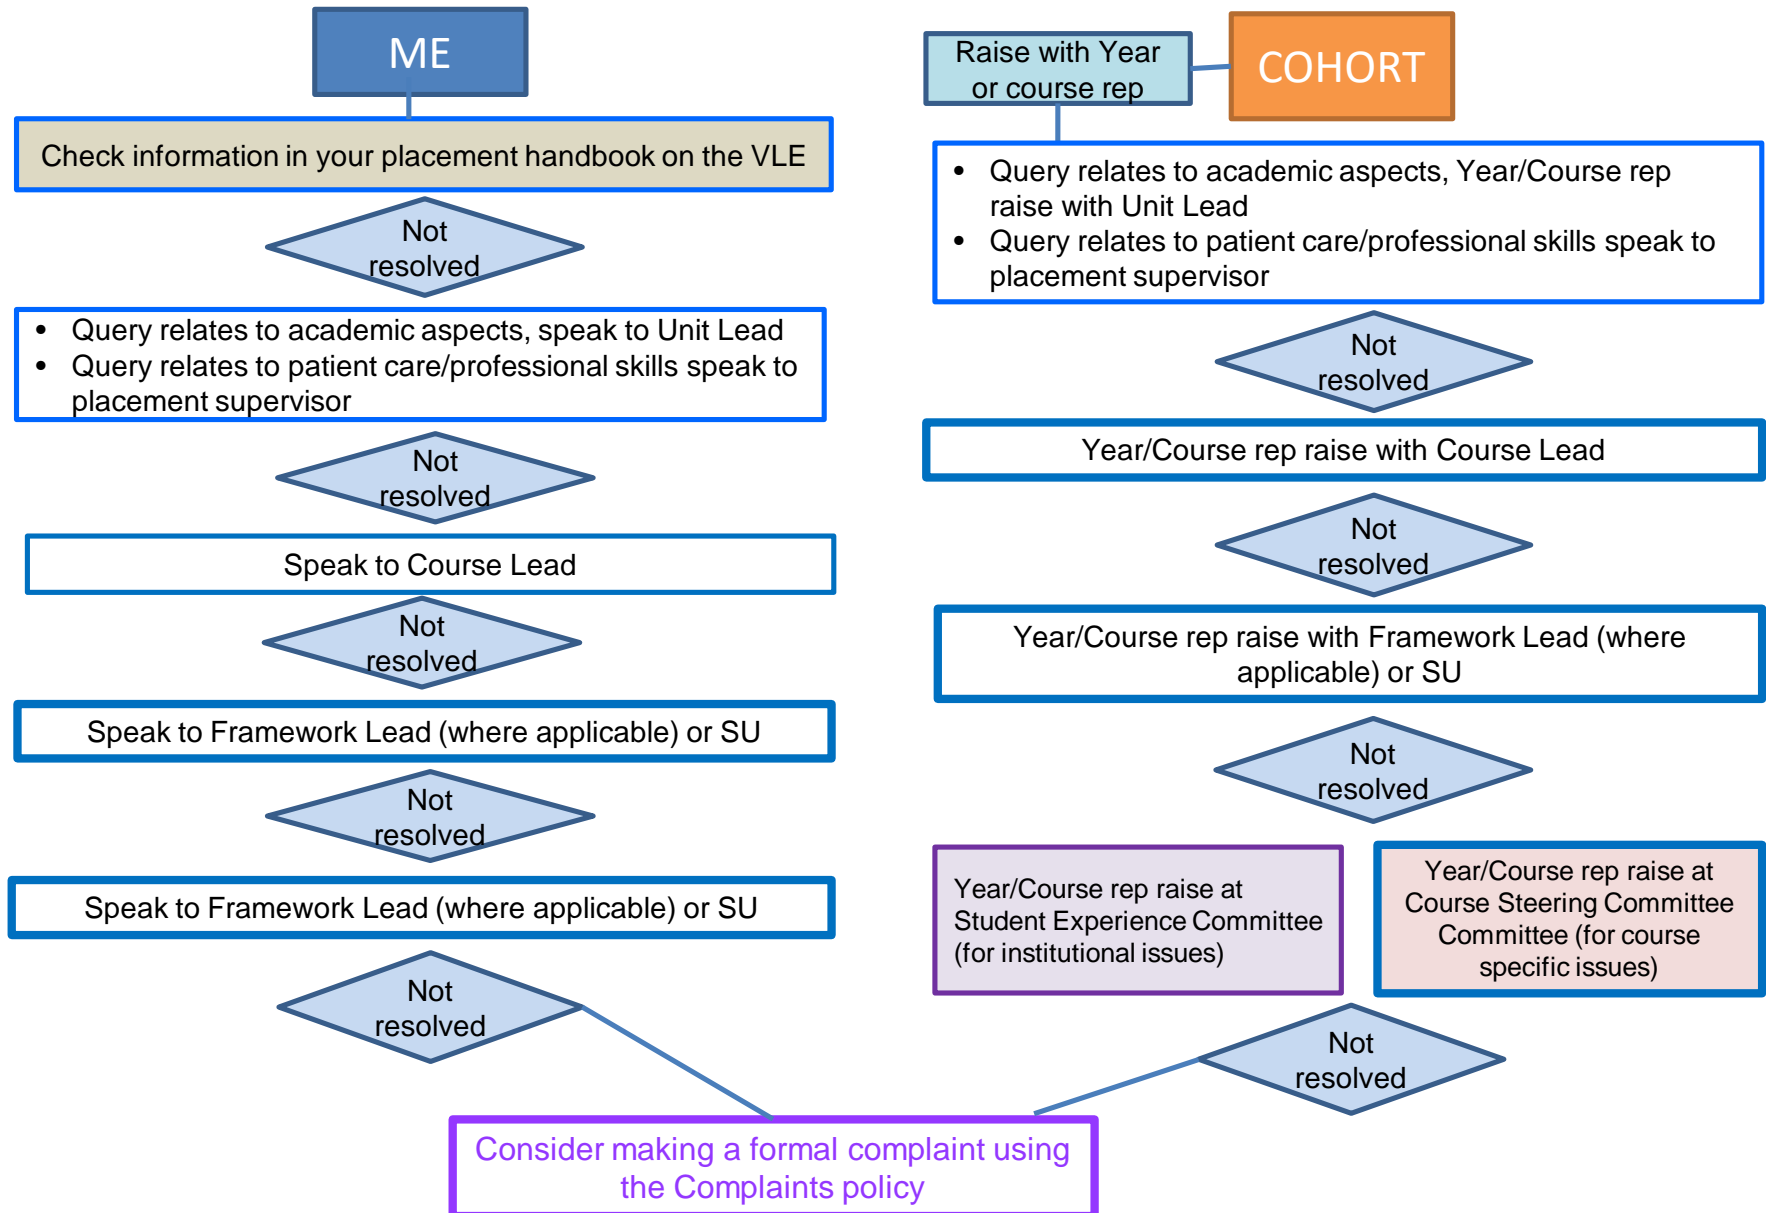 ME
Check information in your placement handbook on the VLE
Not
resolved
• Query relates to academic aspects, speak to Unit Lead
• Query relates to patient care/professional skills speak to
placement supervisor
Not
resolved
Speak to Course Lead
Not
resolved
Speak to Framework Lead (where applicable) or SU
Not
resolved
Speak to Framework Lead (where applicable) or SU
Not
resolved
Raise with Year
or course rep
COHORT
• Query relates to academic aspects, Year/Course rep
raise with Unit Lead
• Query relates to patient care/professional skills speak to
placement supervisor
Not
resolved
Year/Course rep raise with Course Lead
Not
resolved
Year/Course rep raise with Framework Lead (where
applicable) or SU
Not
resolved
Year/Course rep raise at
Student Experience Committee
(for institutional issues)
Year/Course rep raise at
Course Steering Committee
Committee (for course
specific issues)
Not
resolved
Consider making a formal complaint using
the Complaints policy